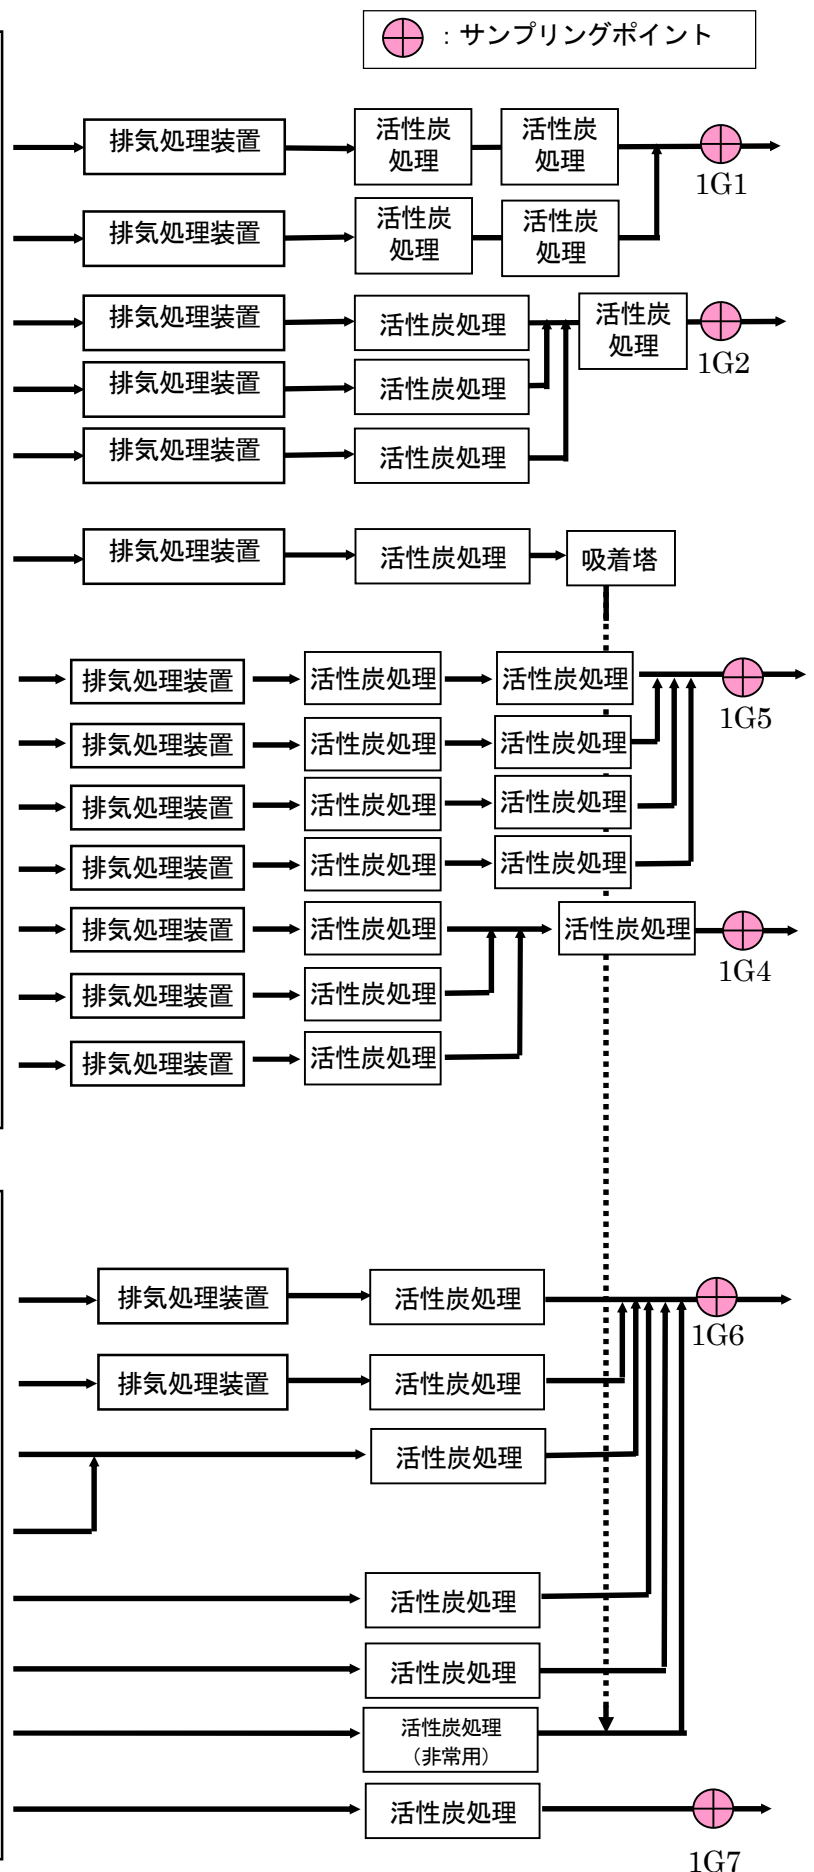 ：サンプリングポイント
排気処理装置
活性炭
処理
活性炭
処理
1G1
排気処理装置
活性炭
処理
活性炭
処理
排気処理装置
活性炭処理
活性炭
処理
1G2
排気処理装置
活性炭処理
排気処理装置
活性炭処理
排気処理装置
活性炭処理
吸着塔
排気処理装置
活性炭処理
活性炭処理
1G5
排気処理装置
活性炭処理
活性炭処理
排気処理装置
活性炭処理
活性炭処理
排気処理装置
活性炭処理
活性炭処理
排気処理装置
活性炭処理
活性炭処理
1G4
排気処理装置
活性炭処理
排気処理装置
活性炭処理
排気処理装置
活性炭処理
1G6
排気処理装置
活性炭処理
活性炭処理
活性炭処理
活性炭処理
活性炭処理
（非常用）
活性炭処理
1G7